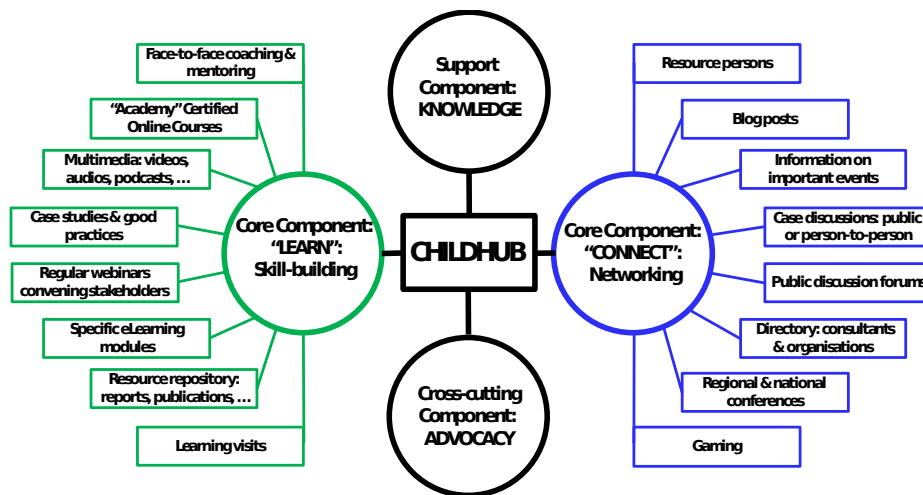 Face-to-face coaching &
mentoring
“Academy” Certified
Online Courses
Multimedia: videos,
audios, podcasts, …
Case studies & good
practices
Regular webinars
convening stakeholders
Specific eLearning
modules
Resource repository:
reports, publications, …
Learning visits
Core Component:
“LEARN”:
Skill-building
Support
Component:
KNOWLEDGE
CHILDHUB
Cross-cutting
Component:
ADVOCACY
Core Component:
“CONNECT”:
Networking
Resource persons
Blog posts
Information on
important events
Case discussions: public
or person-to-person
Public discussion forums
Directory: consultants
& organisations
Regional & national
conferences
Gaming